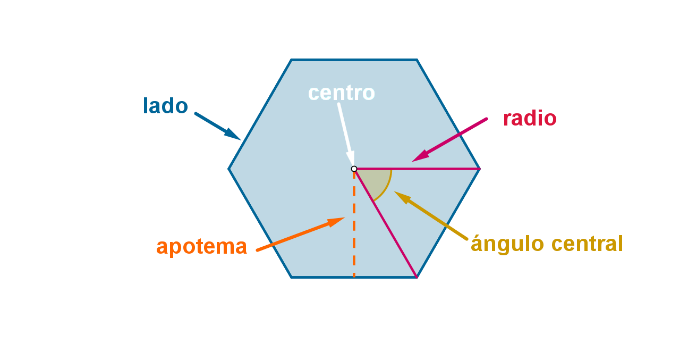 centro
lado
radio
apotema
ángulo central